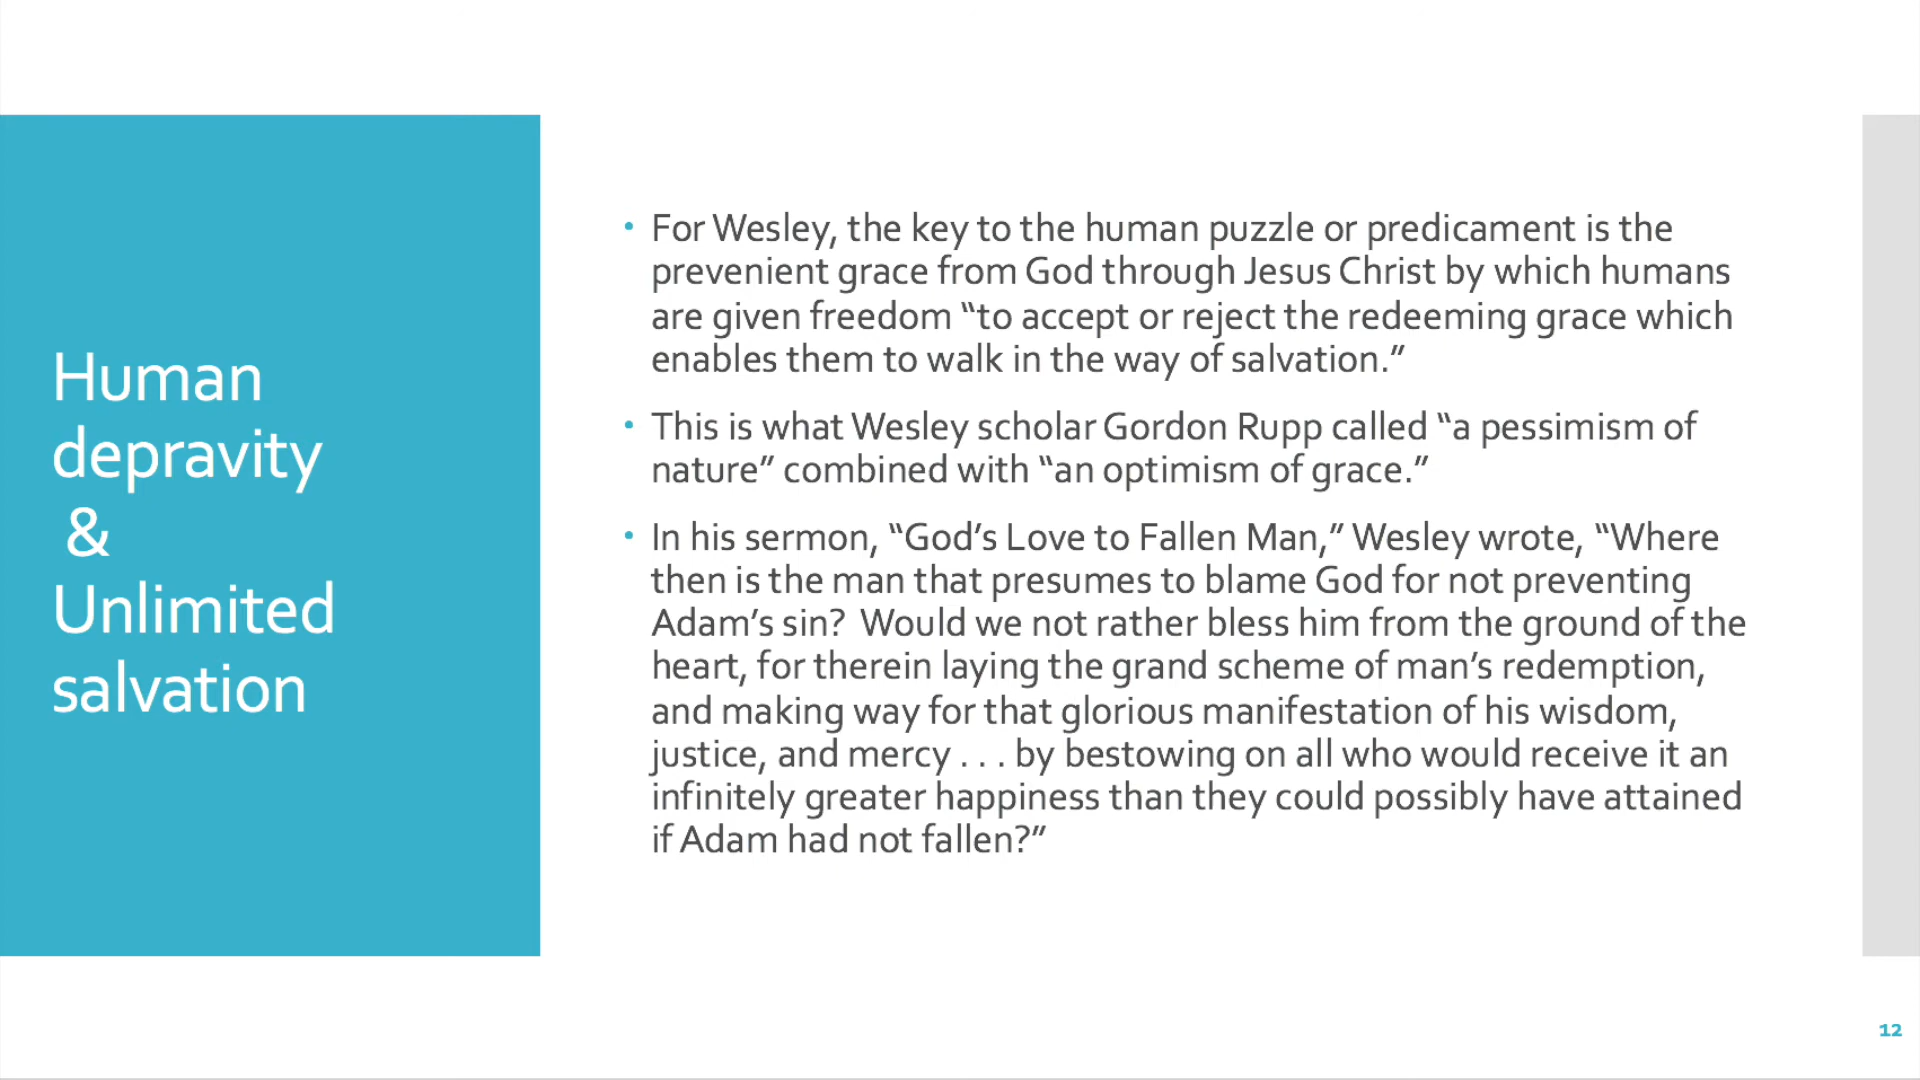 Human
depravity
&
Unlimited
salvation
• For Wesley, the key to the human puzzle or predicament is the
prevenient grace from God through Jesus Christ by which humans
are given freedom “to accept or reject the redeeming grace which
enables them to walk in the way of salvation.”
• This is what Wesley scholar Gordon Rupp called “a pessimism of
nature” combined with “an optimism of grace.”
• In his sermon, “God’s Love to Fallen Man,” Wesley wrote, “Where
then is the man that presumes to blame God for not preventing
Adam’s sin?  Would we not rather bless him from the ground of the
heart, for therein laying the grand scheme of man’s redemption,
and making way for that glorious manifestation of his wisdom,
justice, and mercy . . . by bestowing on all who would receive it an
infinitely greater happiness than they could possibly have attained
if Adam had not fallen?”
12